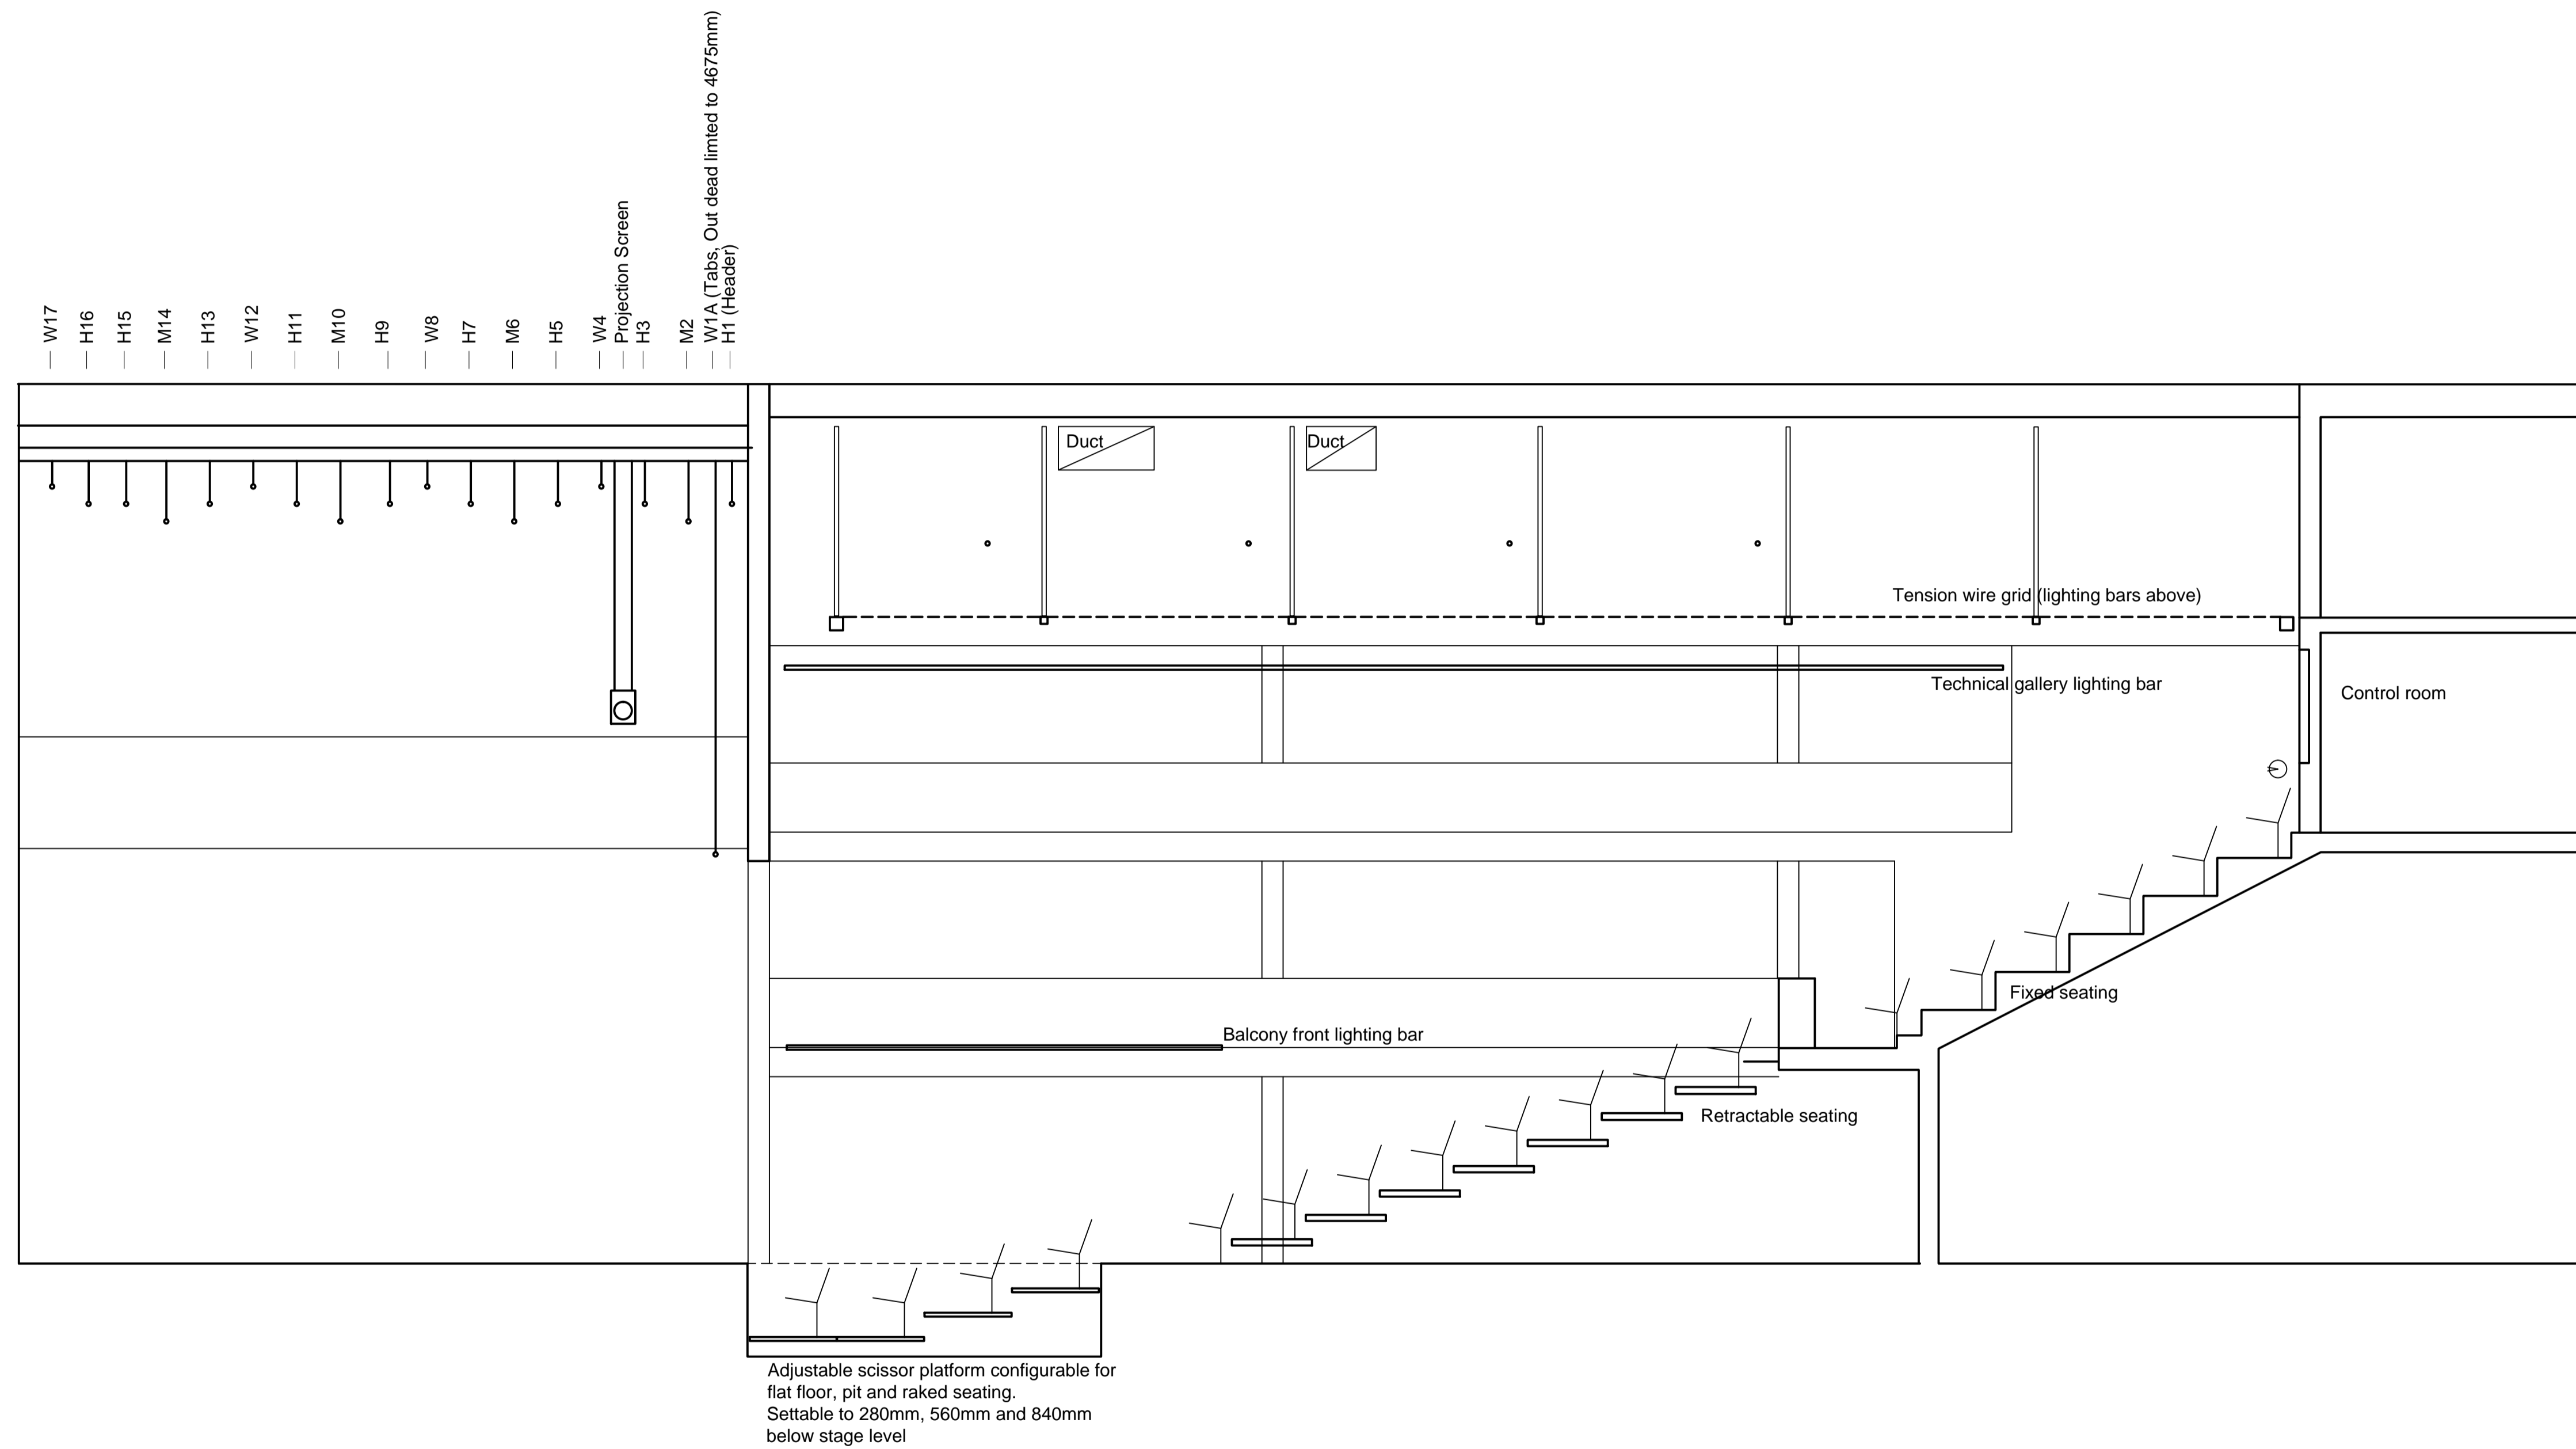 W17
H16
H15
M14
H13
W12
H11
M10
H9
W8
H7
M6
H5
W4
Projection Screen
H3
M2
W1A (Tabs, Out dead limited to 4675mm)
H1 (Header)
Duct
Duct
Tension wire grid (lighting bars above)
Technical gallery lighting bar
Control room
Fixed seating
Balcony front lighting bar
Retractable seating
Adjustable scissor platform configurable for
flat floor, pit and raked seating.
Settable to 280mm, 560mm and 840mm
below stage level